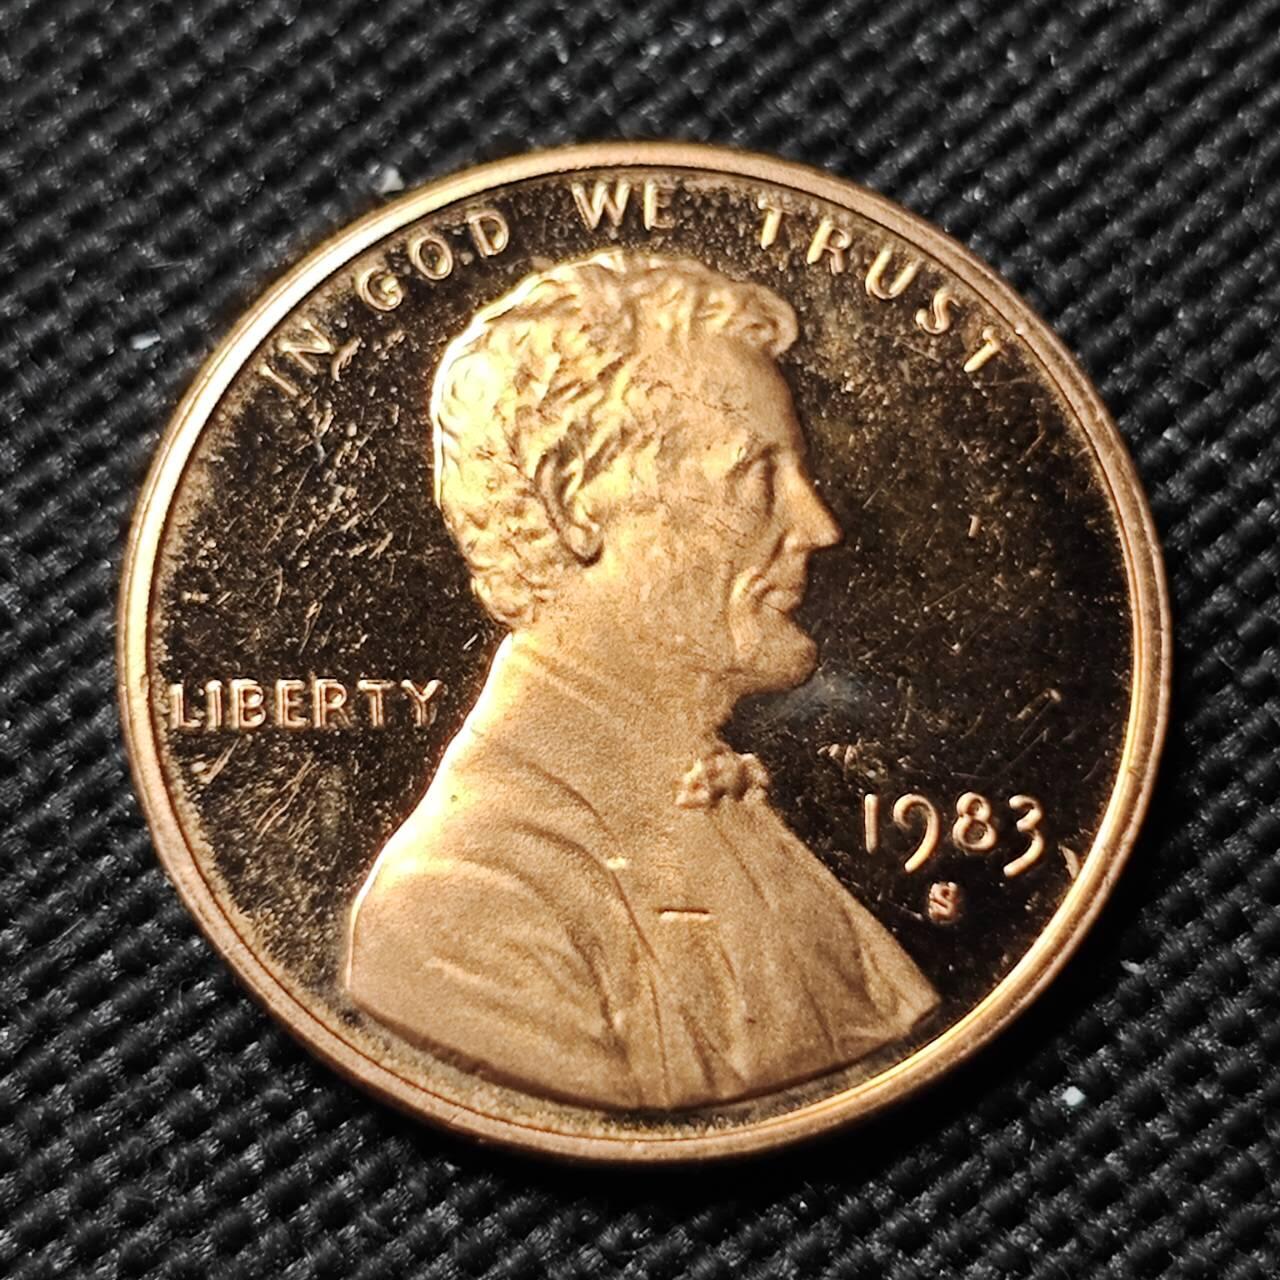 IN GOD WE TRUST
LIBERTY
1983
S